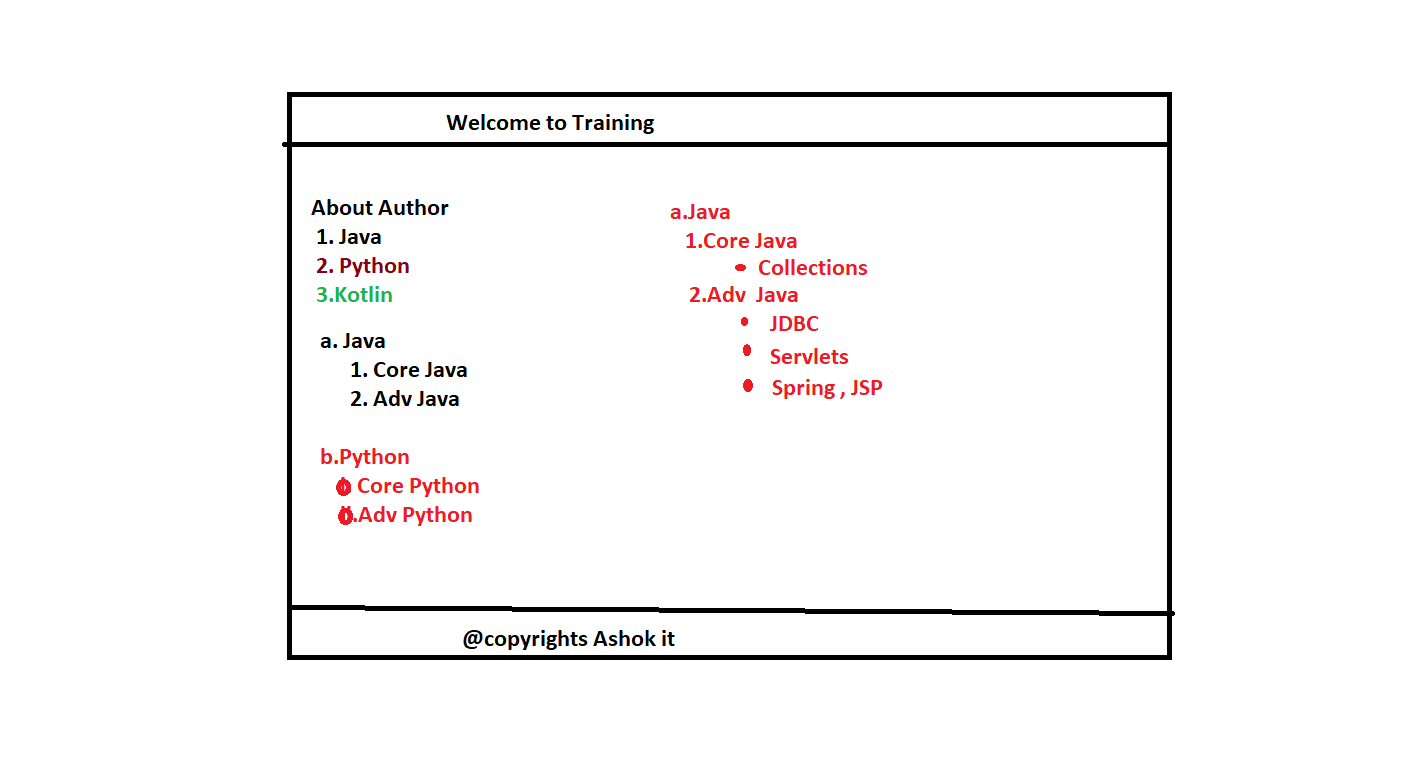 Welcome to Training
About Author
1. Java
2. Python
3.Kotlin
a. Java
1. Core Java
2. Adv Java
b.Python
Core Python
.Adv Python
a.Java
1.Core Java
Collections
2.Adv Java
JDBC
Servlets
Spring , JSP
@copyrights Ashok it